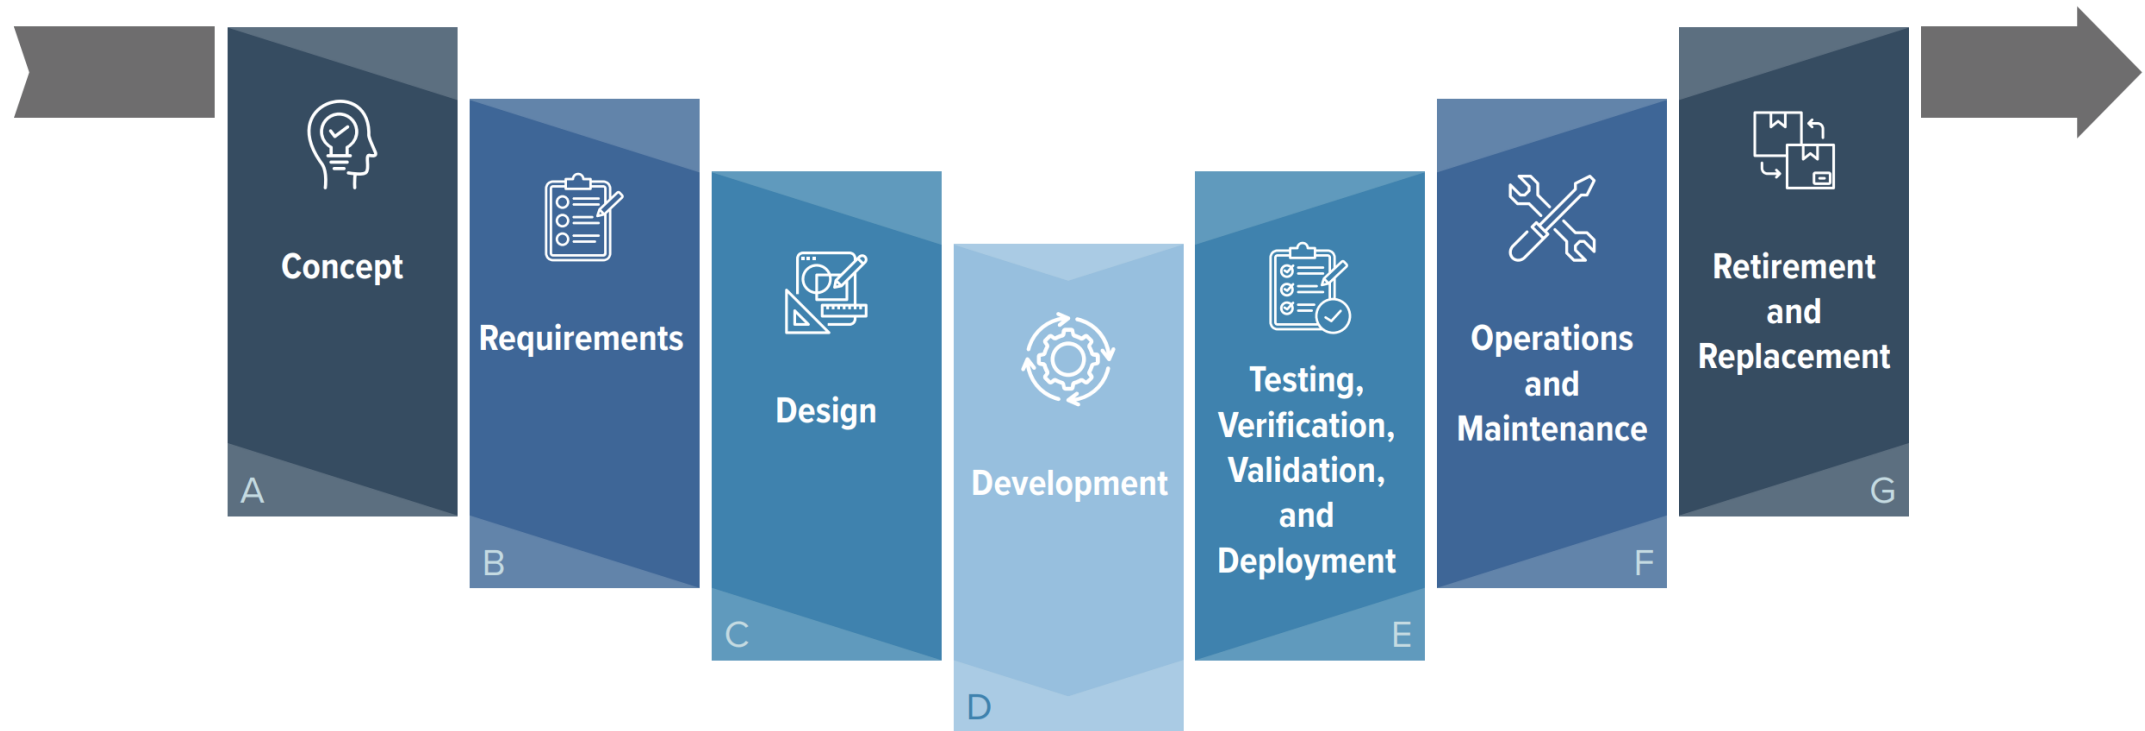 Concept
A
Requirements
B
Design
C
Development
D
Testing,
Verification,
Validation,
and
Deployment
E
Operations
and
Maintenance
F
Retirement
and
Replacement
G